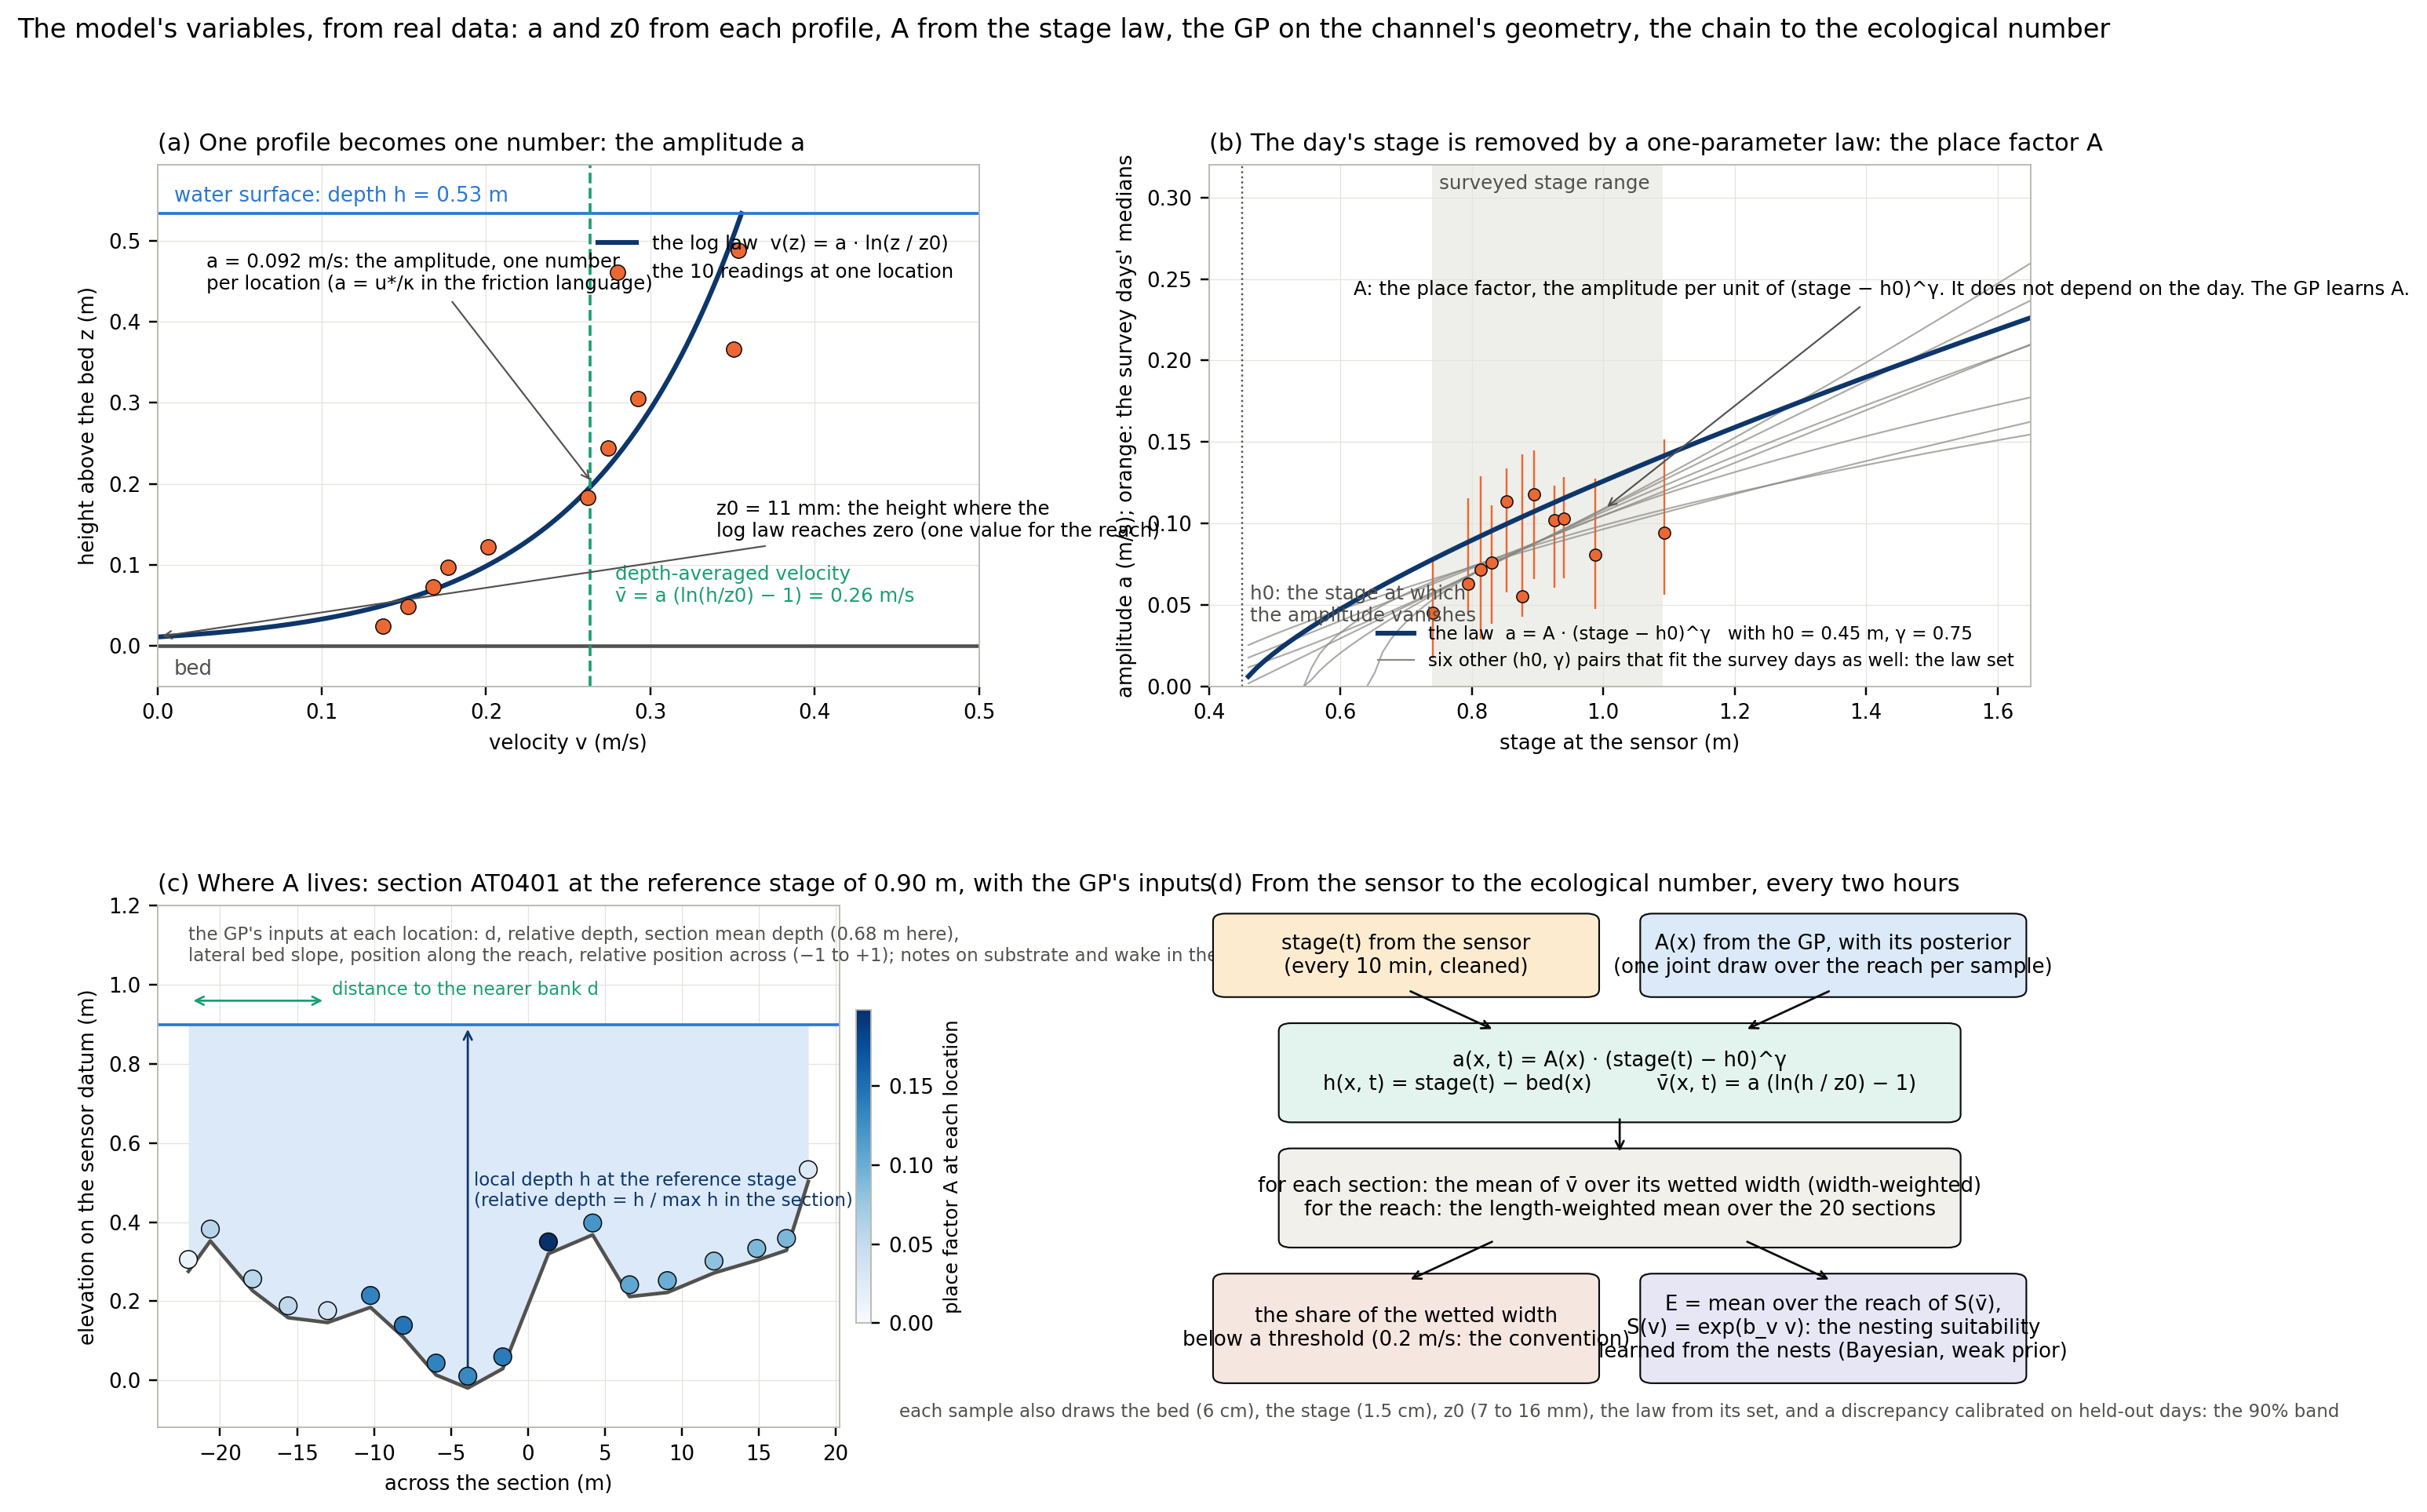 The model's variables, from real data: a and z0 from each profile, A from the stage law, the GP on the channel's geometry, the chain to the ecological number
(a) One profile becomes one number: the amplitude a
water surface: depth h = 0.53 m
the log law  v(z) = a · ln(z / z0)
the 10 readings at one location
a = 0.092 m/s: the amplitude, one number
per location (a = u*/κ in the friction language)
z0 = 11 mm: the height where the
log law reaches zero (one value for the reach)
depth-averaged velocity
v̄ = a (ln(h/z0) − 1) = 0.26 m/s
bed
height above the bed z (m)
0.5
0.4
0.3
0.2
0.1
0.0
0.0
0.1
0.2
0.3
0.4
0.5
velocity v (m/s)
(b) The day's stage is removed by a one-parameter law: the place factor A
surveyed stage range
A: the place factor, the amplitude per unit of (stage − h0)^γ. It does not depend on the day. The GP learns A.
h0: the stage at which
the amplitude vanishes
the law  a = A · (stage − h0)^γ   with h0 = 0.45 m, γ = 0.75
six other (h0, γ) pairs that fit the survey days as well: the law set
amplitude a (m/s); orange: the survey days' medians
0.30
0.25
0.20
0.15
0.10
0.05
0.00
0.4
0.6
0.8
1.0
1.2
1.4
1.6
stage at the sensor (m)
(c) Where A lives: section AT0401 at the reference stage of 0.90 m, with the GP's inputs
the GP's inputs at each location: d, relative depth, section mean depth (0.68 m here),
lateral bed slope, position along the reach, relative position across (−1 to +1); notes on substrate and wake in the
distance to the nearer bank d
local depth h at the reference stage
(relative depth = h / max h in the section)
elevation on the sensor datum (m)
1.2
1.0
0.8
0.6
0.4
0.2
0.0
−20
−15
−10
−5
0
5
10
15
20
across the section (m)
0.15
0.10
0.05
0.00
place factor A at each location
(d) From the sensor to the ecological number, every two hours
stage(t) from the sensor
(every 10 min, cleaned)
A(x) from the GP, with its posterior
(one joint draw over the reach per sample)
a(x, t) = A(x) · (stage(t) − h0)^γ
h(x, t) = stage(t) − bed(x)          v̄(x, t) = a (ln(h / z0) − 1)
for each section: the mean of v̄ over its wetted width (width-weighted)
for the reach: the length-weighted mean over the 20 sections
the share of the wetted width
below a threshold (0.2 m/s: the convention)
E = mean over the reach of S(v̄),
S(v) = exp(b_v v): the nesting suitability
learned from the nests (Bayesian, weak prior)
each sample also draws the bed (6 cm), the stage (1.5 cm), z0 (7 to 16 mm), the law from its set, and a discrepancy calibrated on held-out days: the 90% band